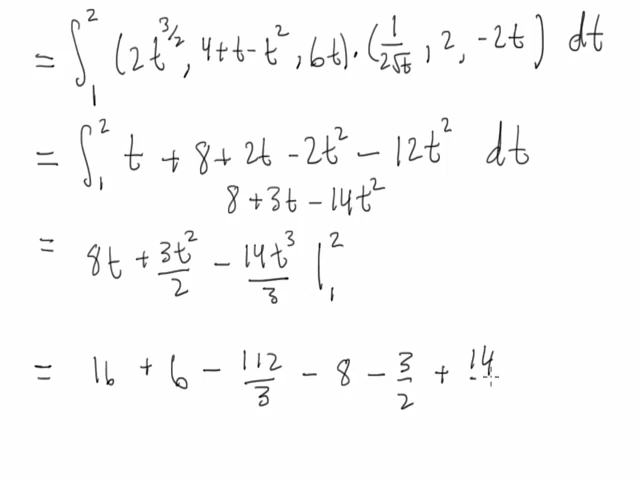 = ∫₁² (2t^{3/2}, 4+t-t², 6t)·(1/(2√t), 2, -2t) dt
= ∫₁² t + 8 + 2t - 2t² - 12t² dt
8 + 3t - 14t²
= 8t + 3t²/2 - 14t³/3 |₁²
= 16 + 6 - 112/3 - 8 - 3/2 + 14